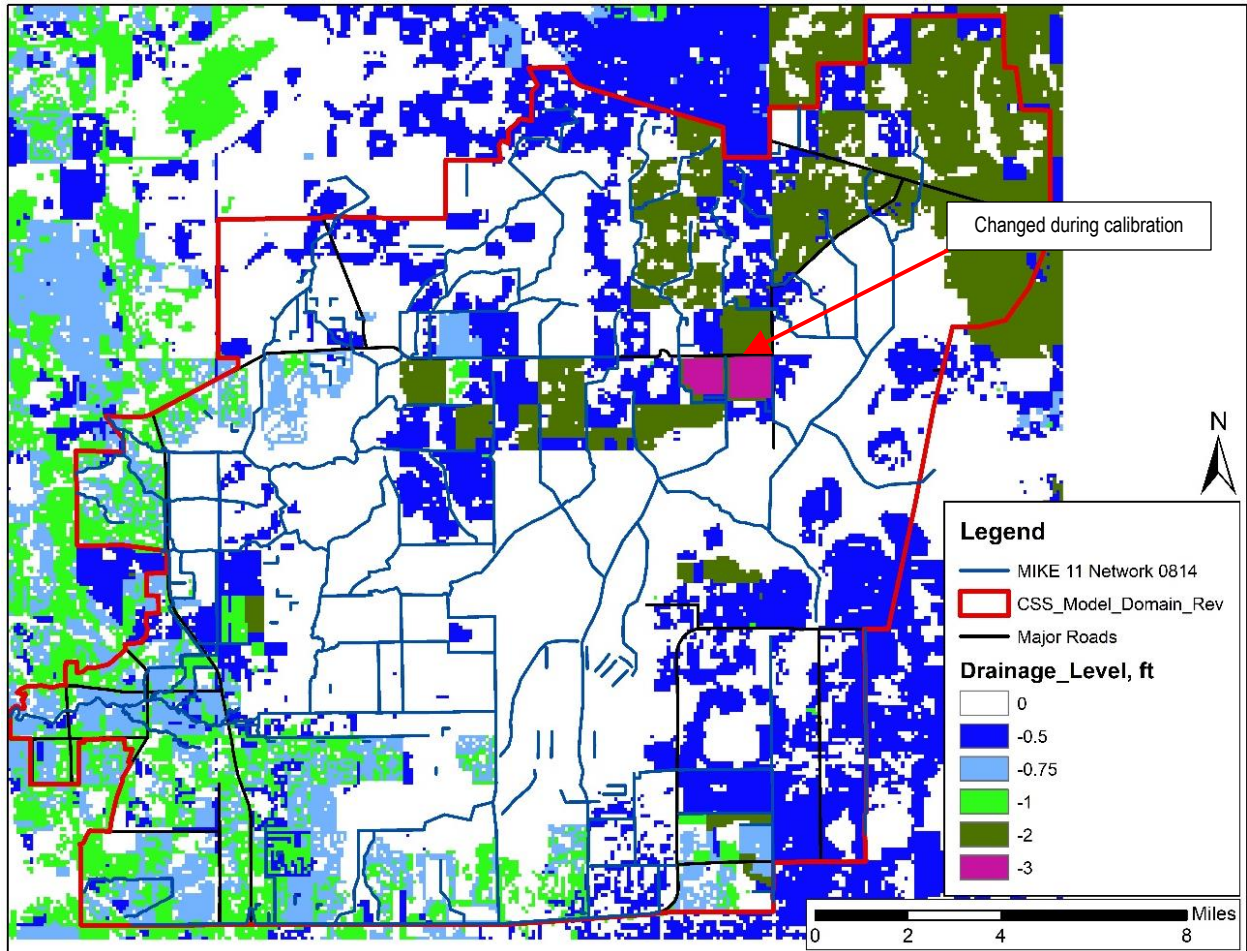 Changed during calibration
N
Legend
MIKE 11 Network 0814
CSS_Model_Domain_Rev
Major Roads
Drainage_Level, ft
0
-0.5
-0.75
-1
-2
-3
Miles
0 2 4 8